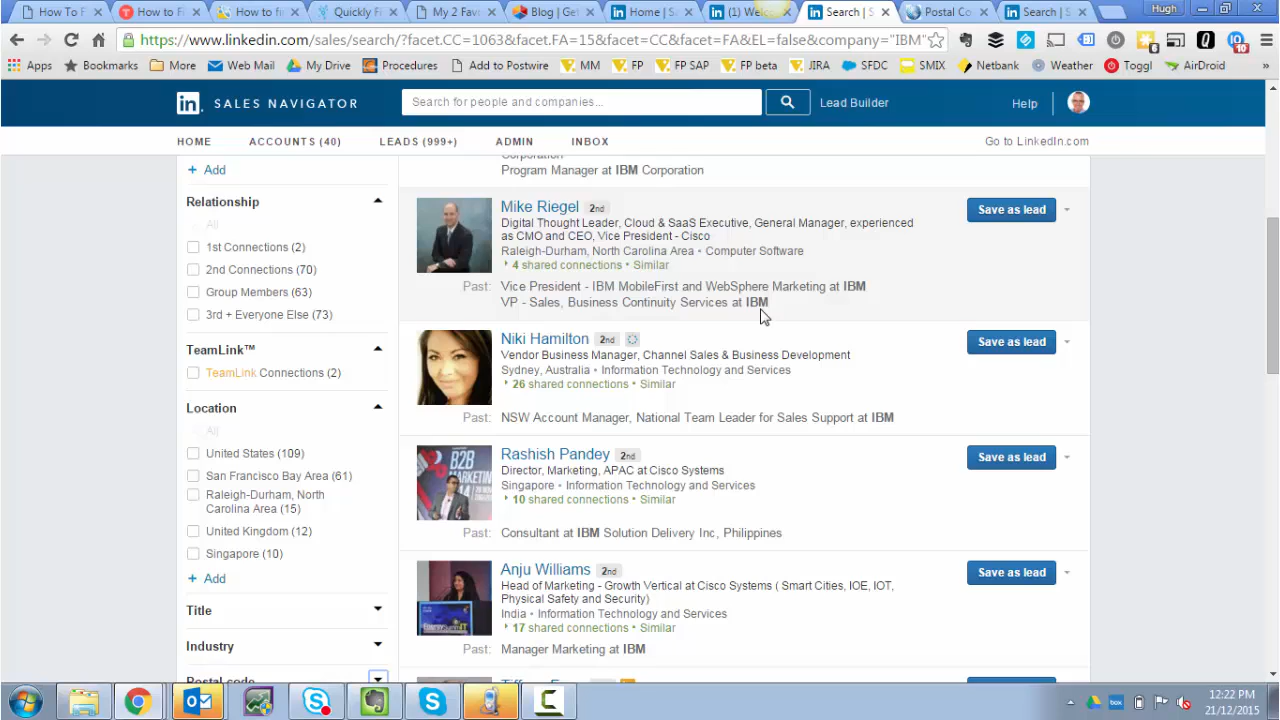 How To F
How to Fi
How to fin
Quickly Fi
My 2 Favo
Blog | Get
Home | S
(1) Welc
Search | S
Postal Co
Search | S
Hugh
https://www.linkedin.com/sales/search/?facet.CC=1063&facet.FA=15&facet=CC&facet=FA&EL=false&company="IBM"
6
10
Apps
Bookmarks
More
Web Mail
My Drive
Procedures
Add to Postwire
MM
FP
FP SAP
FP beta
JIRA
SFDC
SMIX
Netbank
Weather
Toggl
AirDroid
»
in
SALES NAVIGATOR
Search for people and companies...
Lead Builder
Help
HOME
ACCOUNTS (40)
LEADS (999+)
ADMIN
INBOX
Go to LinkedIn.com
+ Add
Relationship
All
1st Connections (2)
2nd Connections (70)
Group Members (63)
3rd + Everyone Else (73)
TeamLink™
TeamLink Connections (2)
Location
All
United States (109)
San Francisco Bay Area (61)
Raleigh-Durham, North
Carolina Area (15)
United Kingdom (12)
Singapore (10)
+ Add
Title
Industry
Postal code
Corporation
Program Manager at IBM Corporation
Mike Riegel 2nd
Save as lead
Digital Thought Leader, Cloud & SaaS Executive, General Manager, experienced
as CMO and CEO, Vice President - Cisco
Raleigh-Durham, North Carolina Area • Computer Software
4 shared connections • Similar
Past: Vice President - IBM MobileFirst and WebSphere Marketing at IBM
VP - Sales, Business Continuity Services at IBM
Niki Hamilton 2nd
Save as lead
Vendor Business Manager, Channel Sales & Business Development
Sydney, Australia • Information Technology and Services
26 shared connections • Similar
Past: NSW Account Manager, National Team Leader for Sales Support at IBM
Rashish Pandey 2nd
Save as lead
B2B
MARKETING
Director, Marketing, APAC at Cisco Systems
Singapore • Information Technology and Services
10 shared connections • Similar
Past: Consultant at IBM Solution Delivery Inc, Philippines
Anju Williams 2nd
Save as lead
Head of Marketing - Growth Vertical at Cisco Systems ( Smart Cities, IOE, IOT,
Physical Safety and Security)
India • Information Technology and Services
17 shared connections • Similar
Past: Manager Marketing at IBM
12:22 PM
21/12/2015